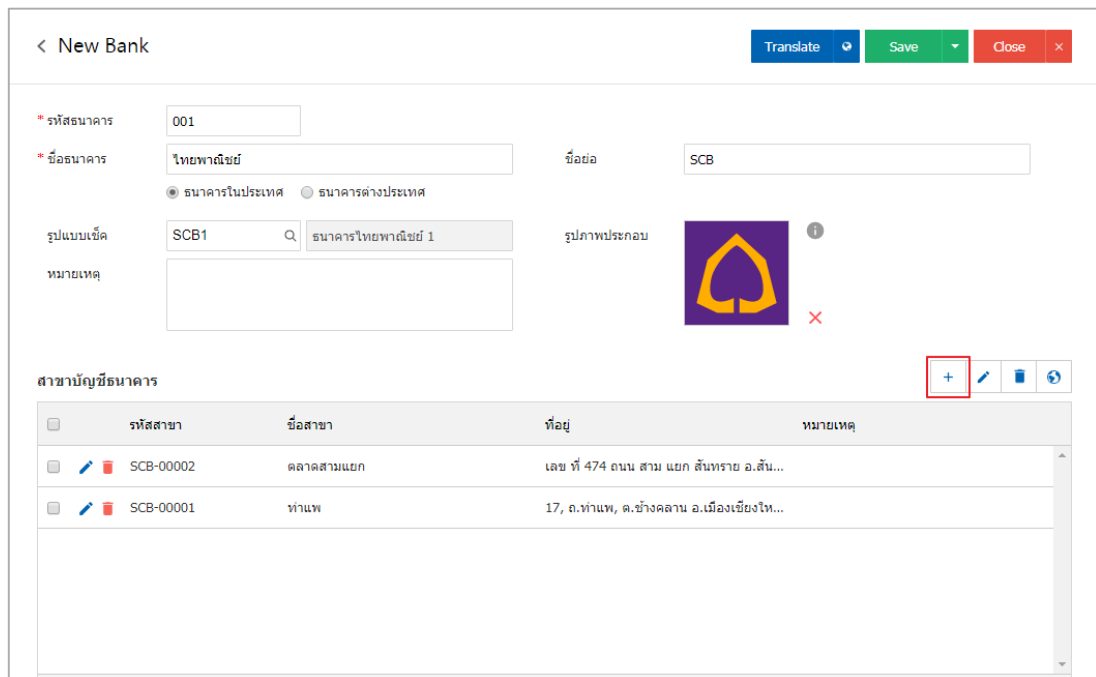 New Bank
Translate Save Close
* รหัสธนาคาร 001
* ชื่อธนาคาร ไทยพาณิชย์ ชื่อย่อ SCB
ธนาคารในประเทศ ธนาคารต่างประเทศ
รูปแบบเช็ค SCB1 ธนาคารไทยพาณิชย์ 1 รูปภาพประกอบ
หมายเหตุ
สาขาบัญชีธนาคาร
รหัสสาขา ชื่อสาขา ที่อยู่ หมายเหตุ
SCB-00002 ตลาดสามแยก เลข ที่ 474 ถนน สาม แยก สันทราย อ.สัน...
SCB-00001 ท่าแพ 17, ถ.ท่าแพ, ต.ช้างคลาน อ.เมืองเชียงให...